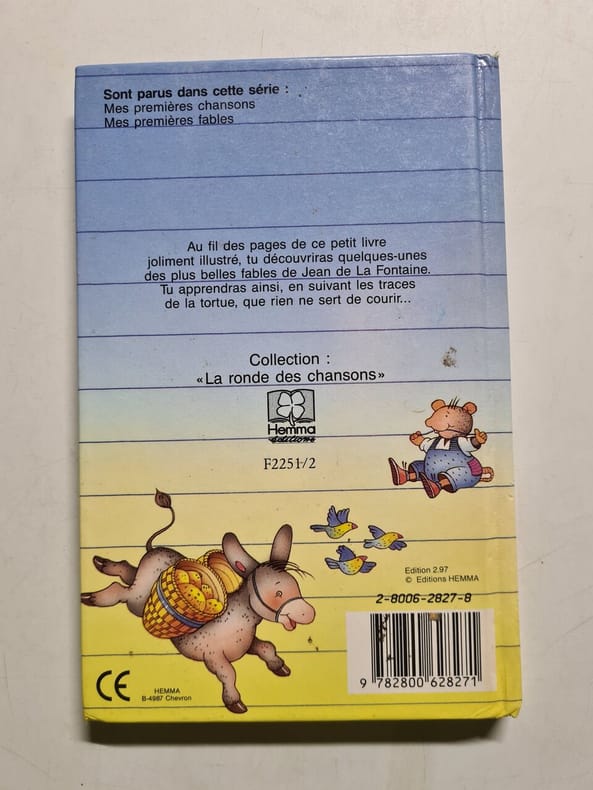 Sont parus dans cette série :
Mes premières chansons
Mes premières fables
Au fil des pages de ce petit livre
joliment illustré, tu découvriras quelques-unes
des plus belles fables de Jean de La Fontaine.
Tu apprendras ainsi, en suivant les traces
de la tortue, que rien ne sert de courir...
Collection :
«La ronde des chansons»
Hemma
éditions
F2251/2
Edition 2.97
© Editions HEMMA
2-8006-2827-8
9 782800 628271
CE
HEMMA
B-4987 Chevron